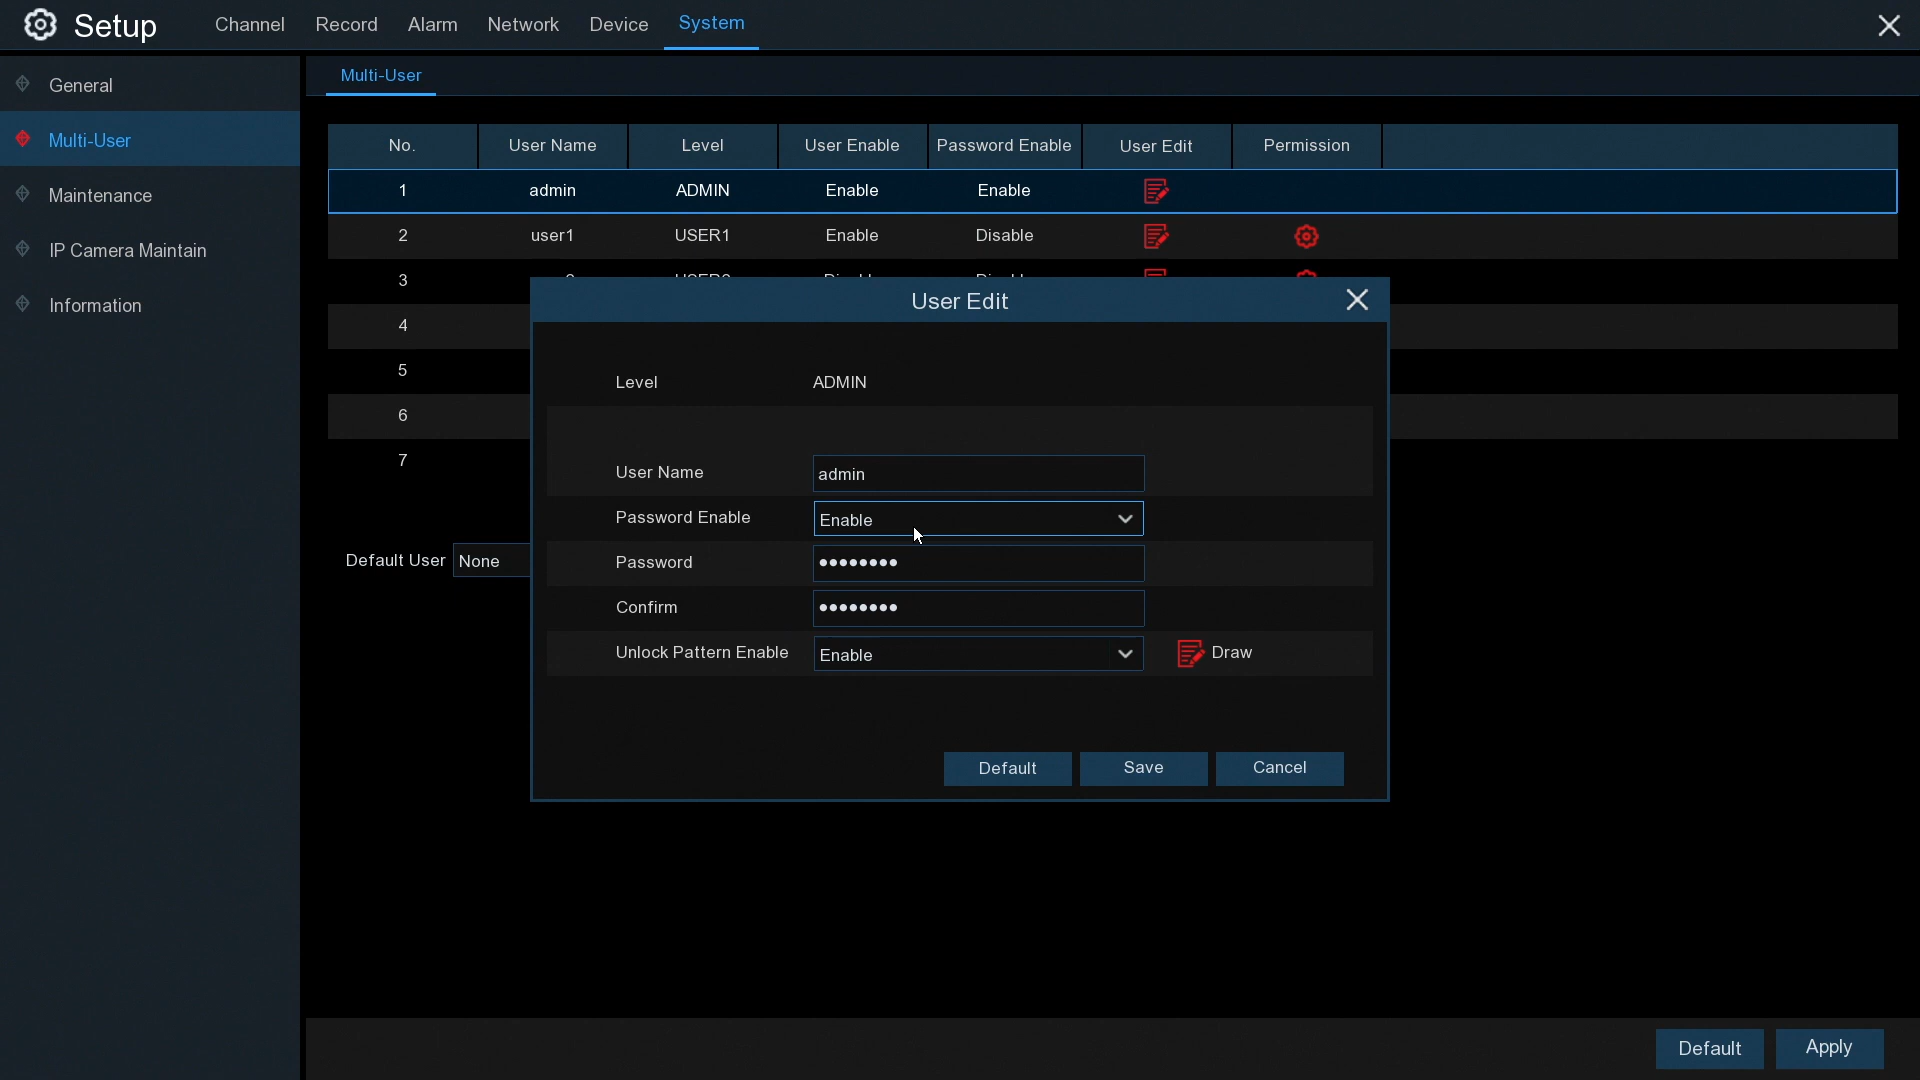 Setup Channel Record Alarm Network Device System
General
Multi-User
Maintenance
IP Camera Maintain
Information
Multi-User
No. User Name Level User Enable Password Enable User Edit Permission
1 admin ADMIN Enable Enable
2 user1 USER1 Enable Disable
3
4
5
6
7
Default User None
User Edit
Level ADMIN
User Name admin
Password Enable Enable
Password ••••••••
Confirm ••••••••
Unlock Pattern Enable Enable Draw
Default Save Cancel
Default Apply